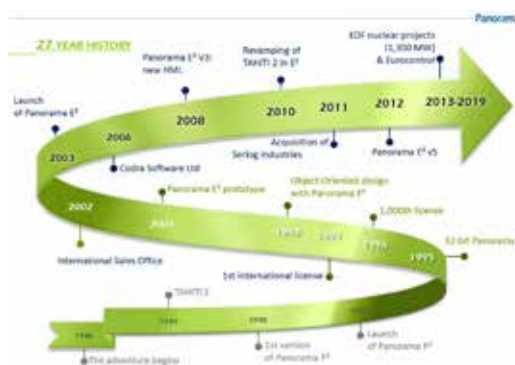 Panorama
27 YEAR HISTORY
EDF nuclear projects
(1,300 MW)
& Eurocontrol
Panorama E² V3:
new HMI
Revamping of
TAHITI 2 in E²
Launch
of Panorama E²
2003
2006
2008
2010
2011
2012
2013-2019
Codra Software Ltd
Acquisition of
Serlog Industries
Panorama E² v5
Panorama E² prototype
Object Oriented design
with Panorama E²
1,000th license
32-bit Panorama
2002
2001
1995
International Sales Office
1st international license
TAHITI 2
The adventure begins
1st version
of Panorama E²
Launch
of Panorama E²